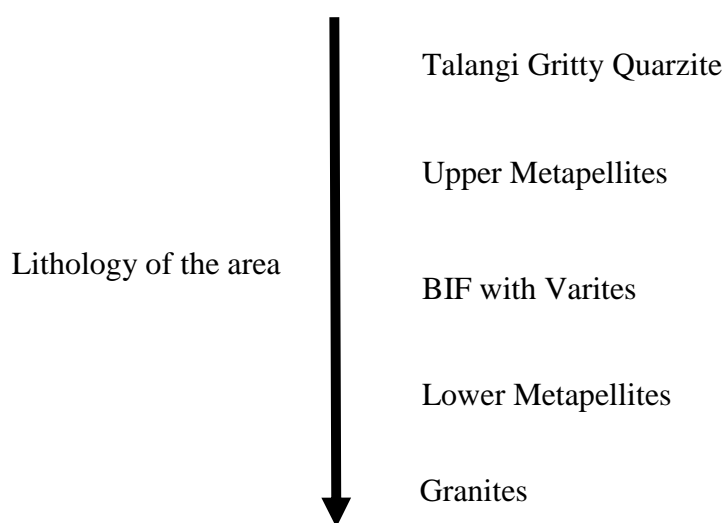 Talangi Gritty Quarzite
Upper Metapellites
Lithology of the area
BIF with Varites
Lower Metapellites
Granites